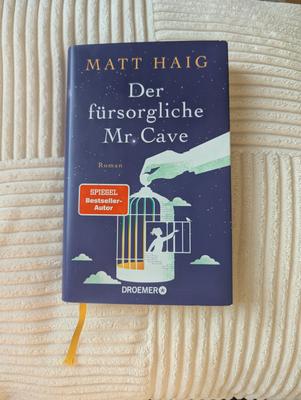 MATT HAIG
Der
fürsorgliche
Mr. Cave
Roman
SPIEGEL
Bestseller-
Autor
DROEMER